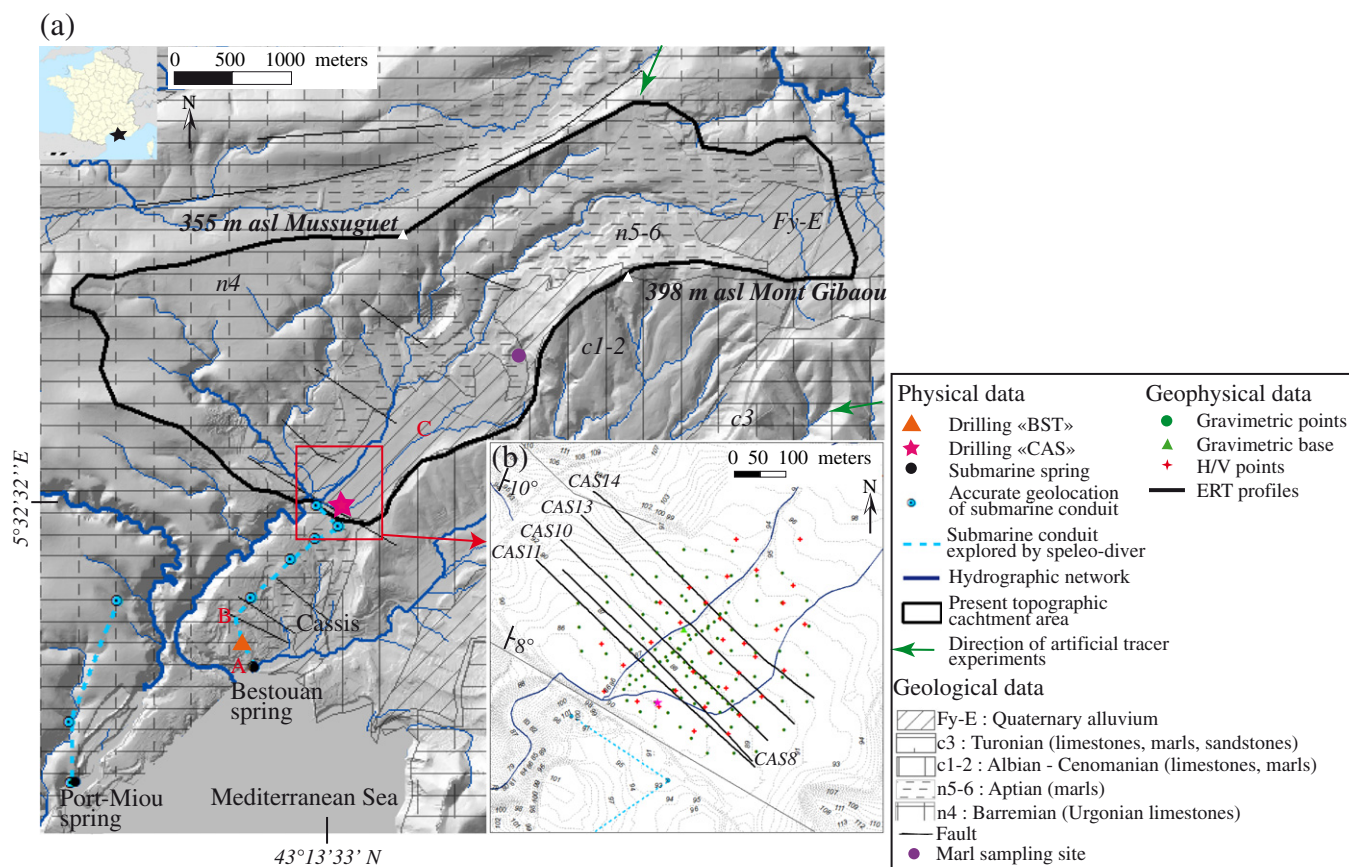 (a)
0 500 1000 meters
N
355 m asl Mussuguet
Fy-E
n5-6
n4
398 m asl Mont Gibaou
c1-2
c3
C
5°32'32''E
B
Cassis
A
Bestouan
spring
Port-Miou
spring
Mediterranean Sea
43°13'33' N
(b)
0 50 100 meters
N
10°
8°
CAS14
CAS13
CAS10
CAS11
CAS8
Physical data
Drilling «BST»
Drilling «CAS»
Submarine spring
Accurate geolocation
of submarine conduit
Submarine conduit
explored by speleo-diver
Hydrographic network
Present topographic
cachtment area
Direction of artificial tracer
experiments
Geophysical data
Gravimetric points
Gravimetric base
H/V points
ERT profiles
Geological data
Fy-E : Quaternary alluvium
c3 : Turonian (limestones, marls, sandstones)
c1-2 : Albian - Cenomanian (limestones, marls)
n5-6 : Aptian (marls)
n4 : Barremian (Urgonian limestones)
Fault
Marl sampling site